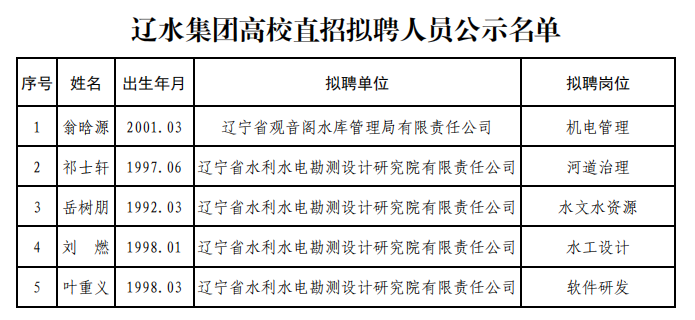 辽水集团高校直招拟聘人员公示名单
序号 姓名 出生年月 拟聘单位 拟聘岗位
1 翁晗源 2001.03 辽宁省观音阁水库管理局有限责任公司 机电管理
2 祁士轩 1997.06 辽宁省水利水电勘测设计研究院有限责任公司 河道治理
3 岳树朋 1992.03 辽宁省水利水电勘测设计研究院有限责任公司 水文水资源
4 刘　燃 1998.01 辽宁省水利水电勘测设计研究院有限责任公司 水工设计
5 叶重义 1998.03 辽宁省水利水电勘测设计研究院有限责任公司 软件研发